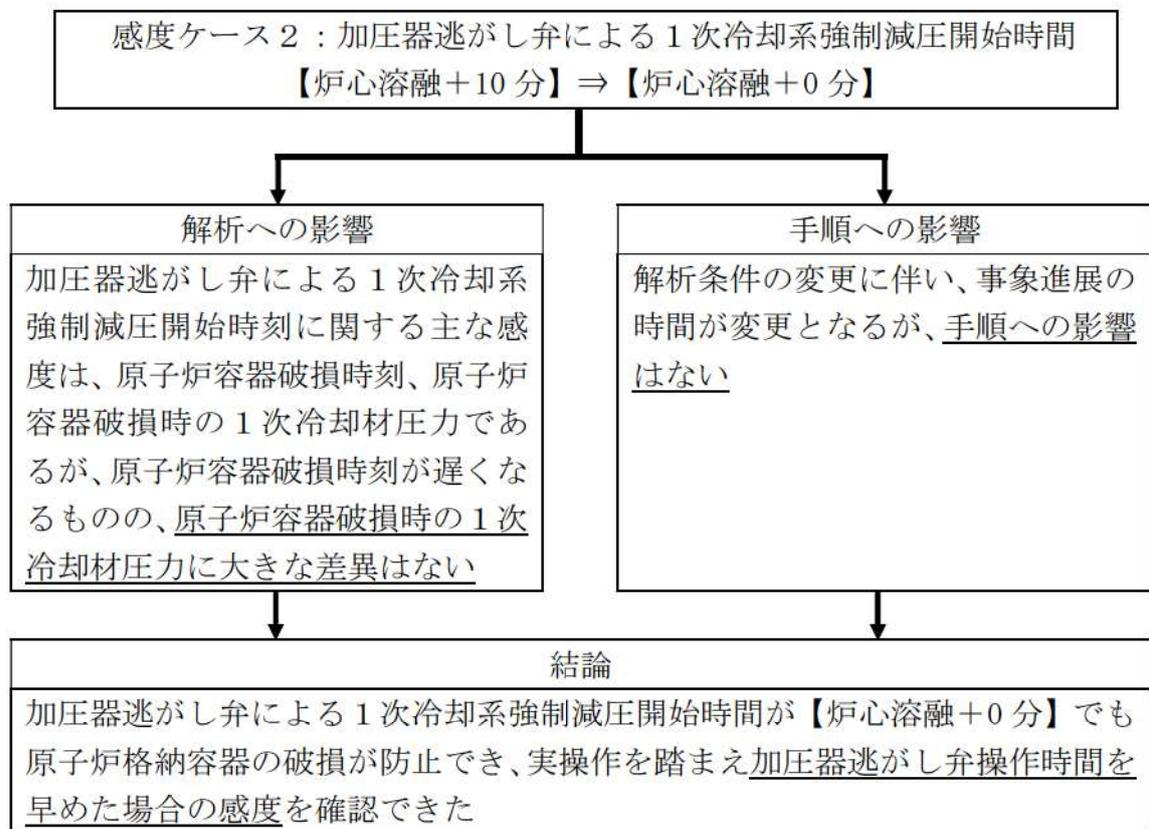 感度ケース２：加圧器逃がし弁による１次冷却系強制減圧開始時間
【炉心溶融＋10 分】⇒【炉心溶融＋0 分】
解析への影響
加圧器逃がし弁による１次冷却系
強制減圧開始時刻に関する主な感
度は、原子炉容器破損時刻、原子炉
容器破損時の１次冷却材圧力であ
るが、原子炉容器破損時刻が遅くな
るものの、原子炉容器破損時の１次
冷却材圧力に大きな差異はない
手順への影響
解析条件の変更に伴い、事象進展の
時間が変更となるが、手順への影響
はない
結論
加圧器逃がし弁による１次冷却系強制減圧開始時間が【炉心溶融＋0 分】でも
原子炉格納容器の破損が防止でき、実操作を踏まえ加圧器逃がし弁操作時間を
早めた場合の感度を確認できた